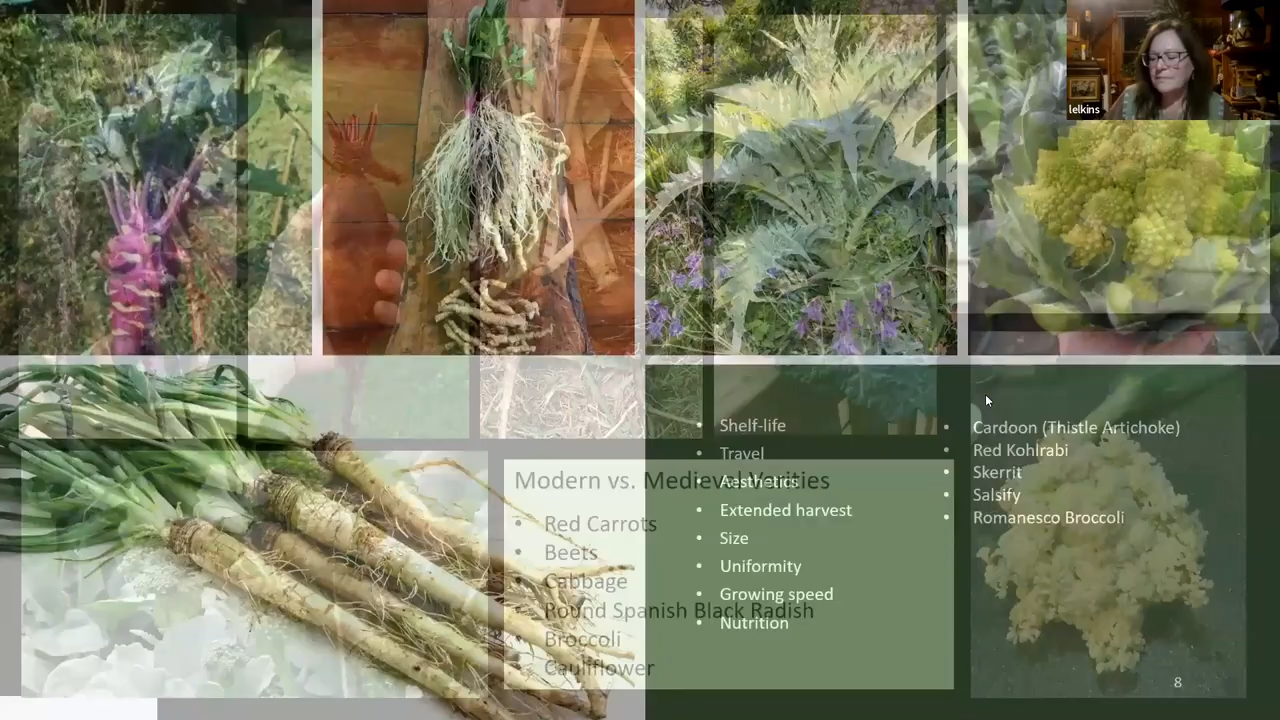 lelkins
Modern vs. Medieval Varities
• Red Carrots
• Beets
• Cabbage
• Round Spanish Black Radish
• Broccoli
• Cauliflower
• Shelf-life
• Travel
• Aesthetics
• Extended harvest
• Size
• Uniformity
• Growing speed
• Nutrition
• Cardoon (Thistle Artichoke)
• Red Kohlrabi
• Skerrit
• Salsify
• Romanesco Broccoli
8